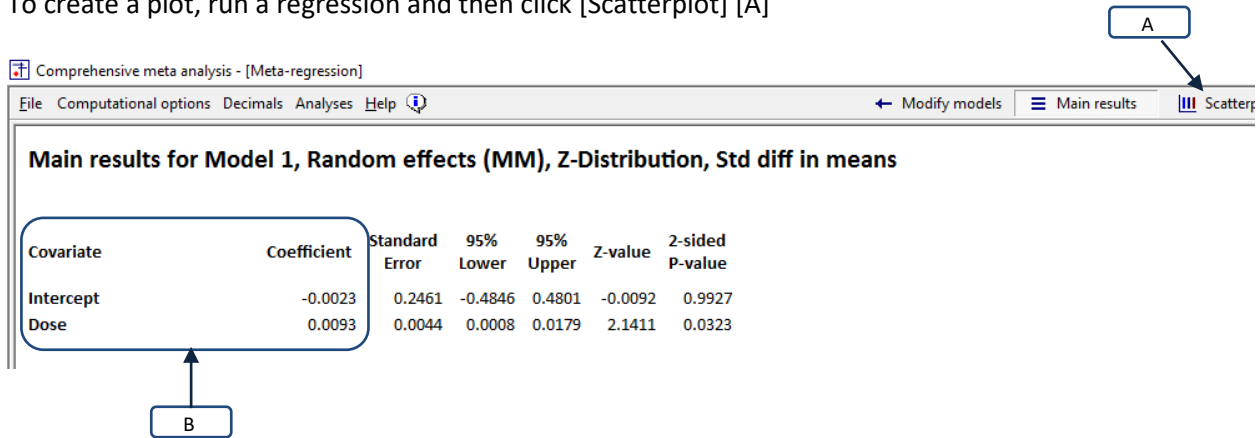 To create a plot, run a regression and then click [Scatterplot] [A]
A
Comprehensive meta analysis - [Meta-regression]
File Computational options Decimals Analyses Help Modify models Main results Scatterp
Main results for Model 1, Random effects (MM), Z-Distribution, Std diff in means
Covariate Coefficient Standard Error 95% Lower 95% Upper Z-value 2-sided P-value
Intercept -0.0023 0.2461 -0.4846 0.4801 -0.0092 0.9927
Dose 0.0093 0.0044 0.0008 0.0179 2.1411 0.0323
B